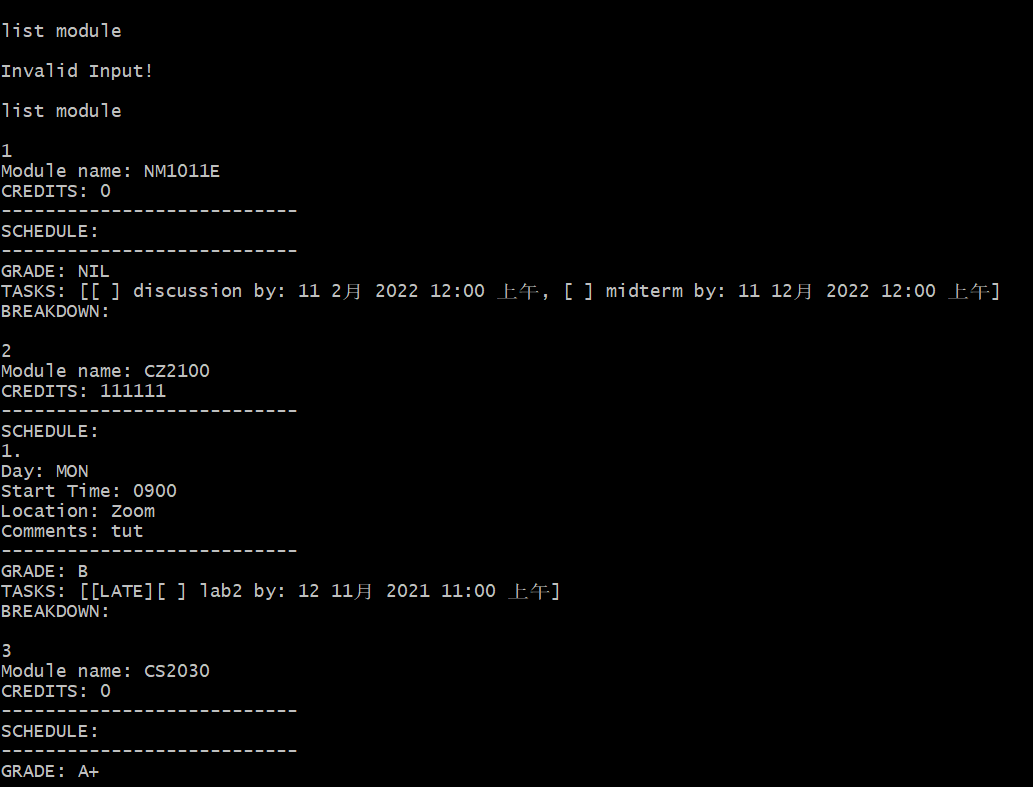 list module
Invalid Input!
list module
1
Module name: NM1011E
CREDITS: 0
---------------------------
SCHEDULE:
---------------------------
GRADE: NIL
TASKS: [[ ] discussion by: 11 2月 2022 12:00 上午, [ ] midterm by: 11 12月 2022 12:00 上午]
BREAKDOWN:
2
Module name: CZ2100
CREDITS: 111111
---------------------------
SCHEDULE:
1.
Day: MON
Start Time: 0900
Location: Zoom
Comments: tut
---------------------------
GRADE: B
TASKS: [[LATE][ ] lab2 by: 12 11月 2021 11:00 上午]
BREAKDOWN:
3
Module name: CS2030
CREDITS: 0
---------------------------
SCHEDULE:
---------------------------
GRADE: A+